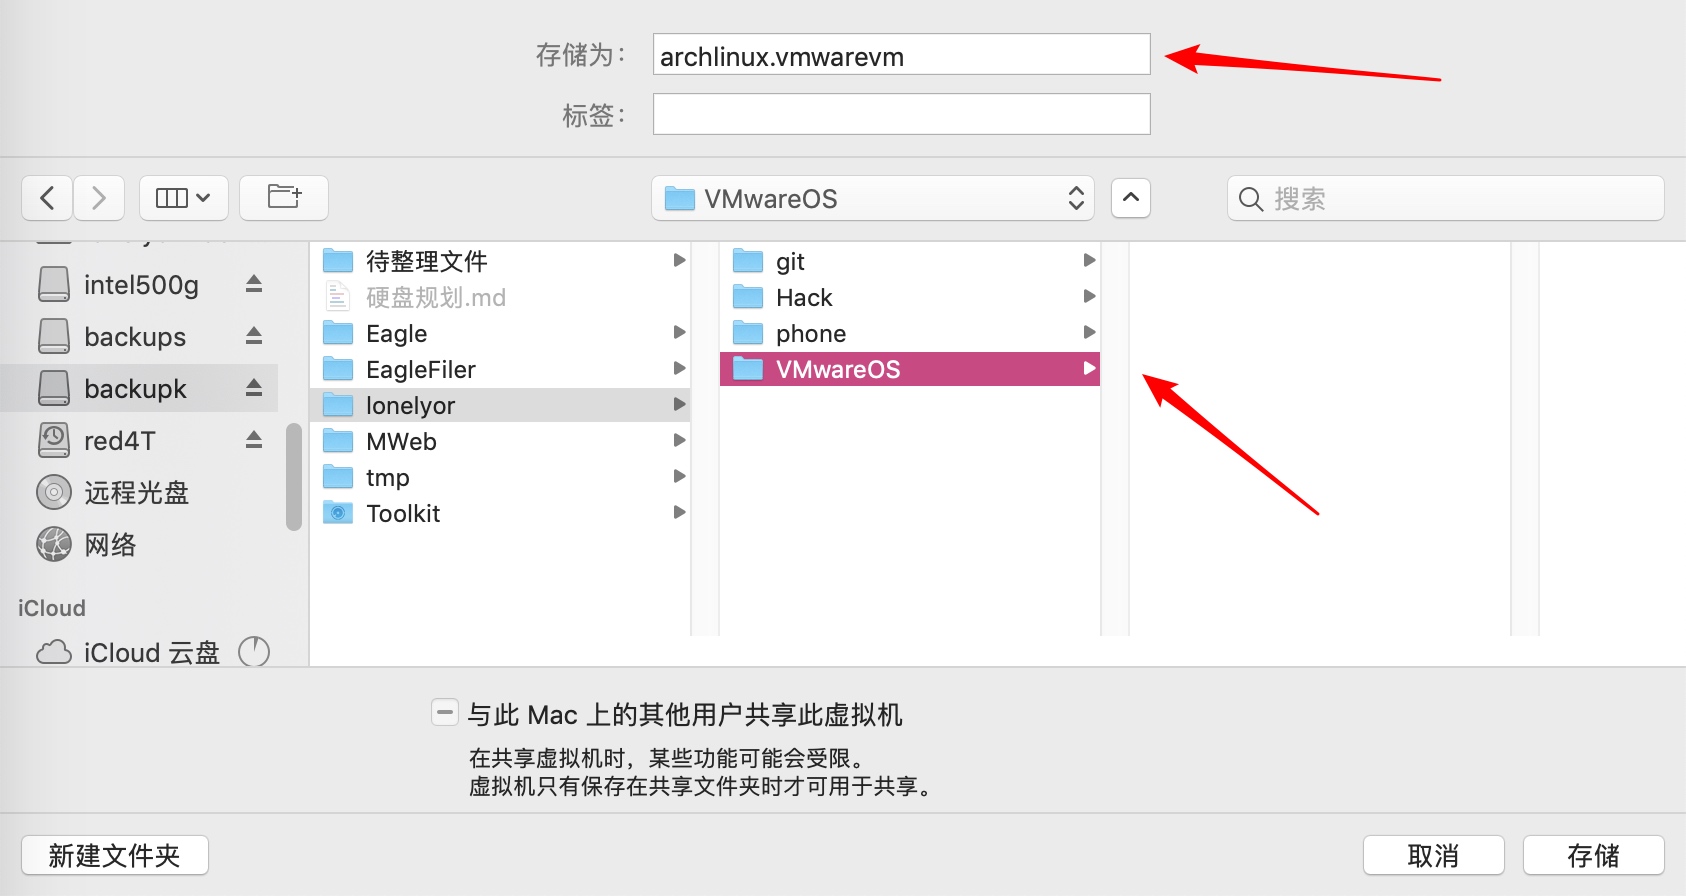 存储为：
archlinux.vmwarevm
标签：
VMwareOS
搜索
intel500g
backups
backupk
red4T
远程光盘
网络
iCloud
iCloud 云盘
待整理文件
硬盘规划.md
Eagle
EagleFiler
lonelyor
MWeb
tmp
Toolkit
git
Hack
phone
VMwareOS
与此 Mac 上的其他用户共享此虚拟机
在共享虚拟机时，某些功能可能会受限。
虚拟机只有保存在共享文件夹时才可用于共享。
新建文件夹
取消
存储